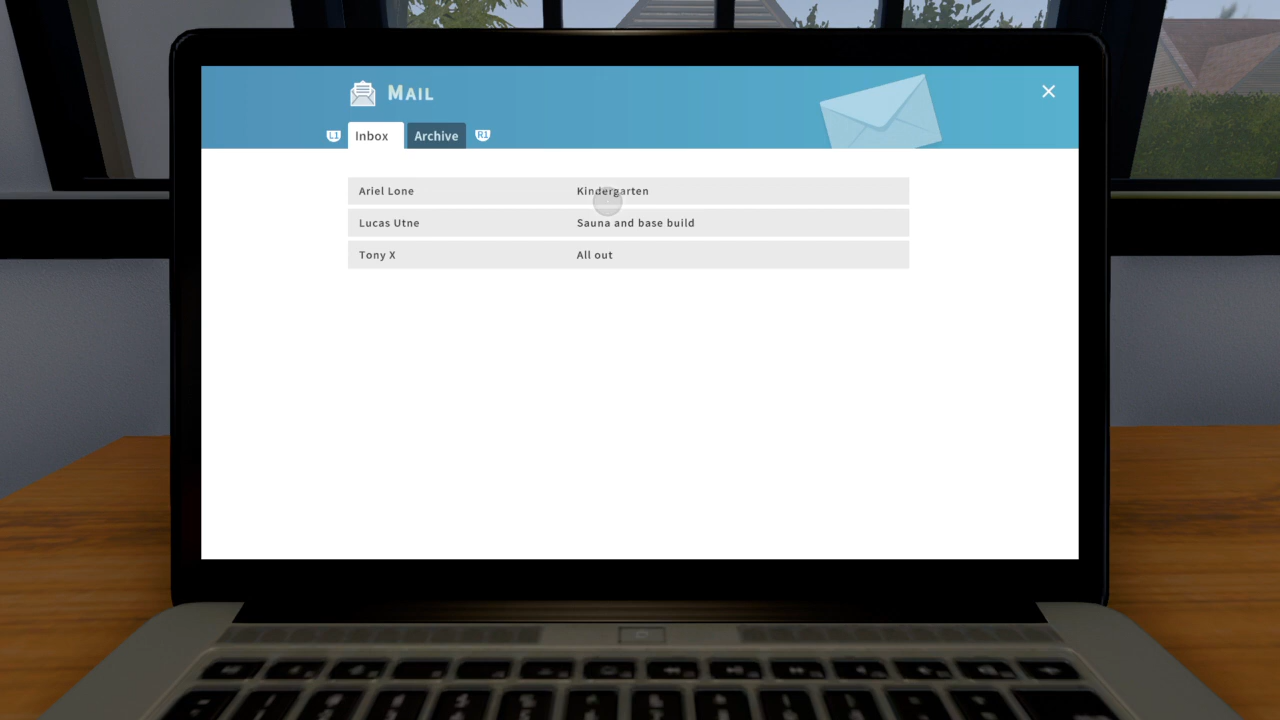 MAIL
L1 Inbox Archive R1
Ariel Lone Kindergarten
Lucas Utne Sauna and base build
Tony X All out